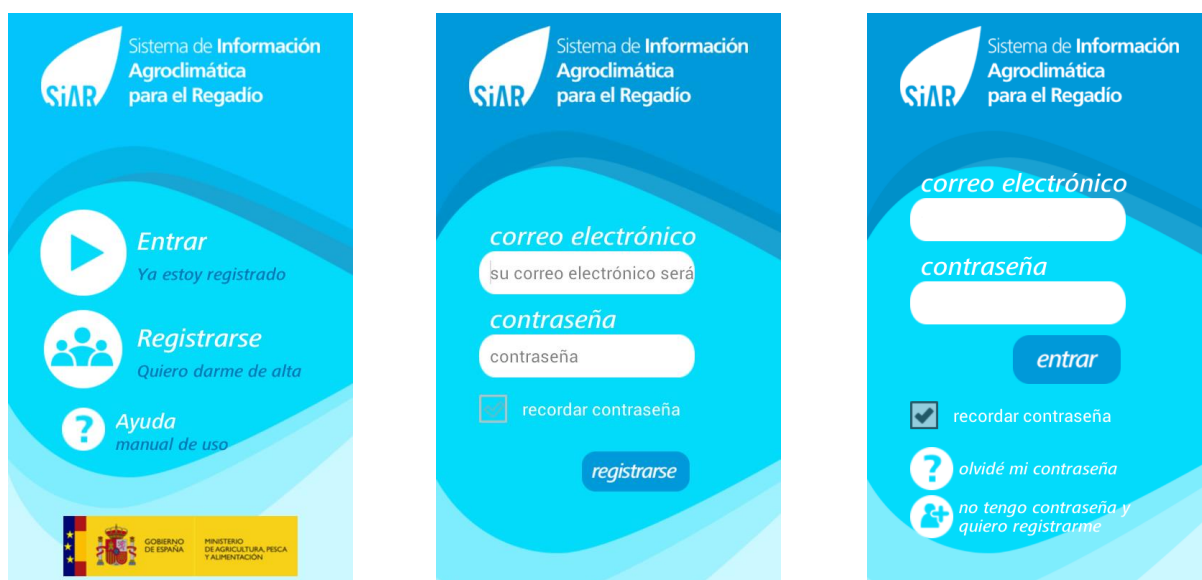 SiAR
Sistema de Información
Agroclimática
para el Regadío
Entrar
Ya estoy registrado
Registrarse
Quiero darme de alta
?
Ayuda
manual de uso
GOBIERNO
DE ESPAÑA
MINISTERIO
DE AGRICULTURA, PESCA
Y ALIMENTACIÓN
SiAR
Sistema de Información
Agroclimática
para el Regadío
correo electrónico
su correo electrónico será
contraseña
contraseña
recordar contraseña
registrarse
SiAR
Sistema de Información
Agroclimática
para el Regadío
correo electrónico
contraseña
entrar
recordar contraseña
?
olvidé mi contraseña
no tengo contraseña y
quiero registrarme